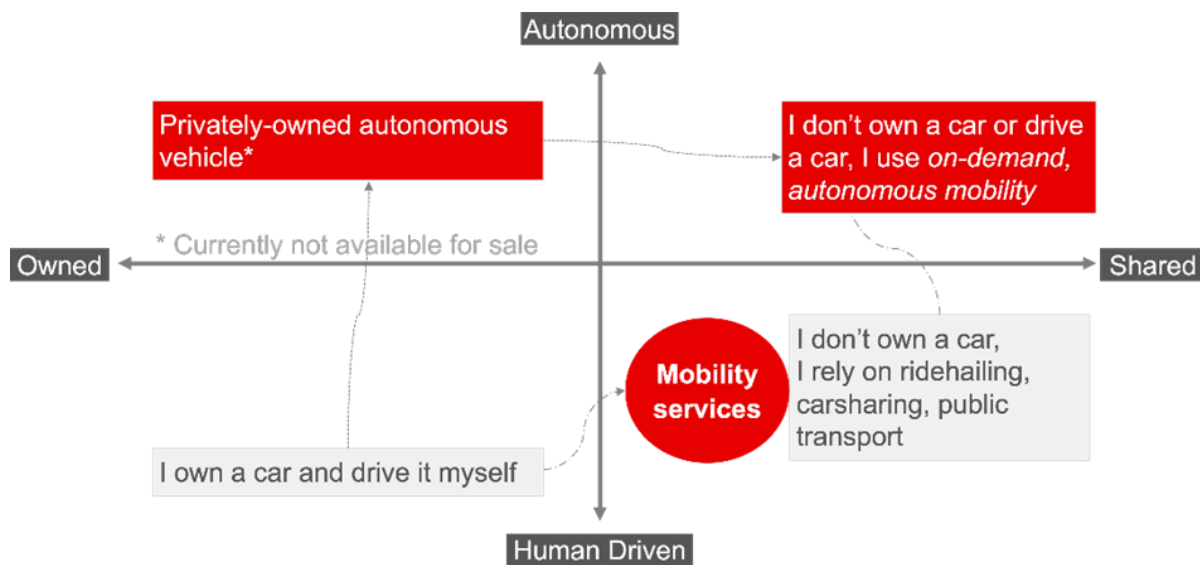 Autonomous
Privately-owned autonomous
vehicle*
I don't own a car or drive
a car, I use on-demand,
autonomous mobility
* Currently not available for sale
Owned
Shared
Mobility
services
I don't own a car,
I rely on ridehailing,
carsharing, public
transport
I own a car and drive it myself
Human Driven